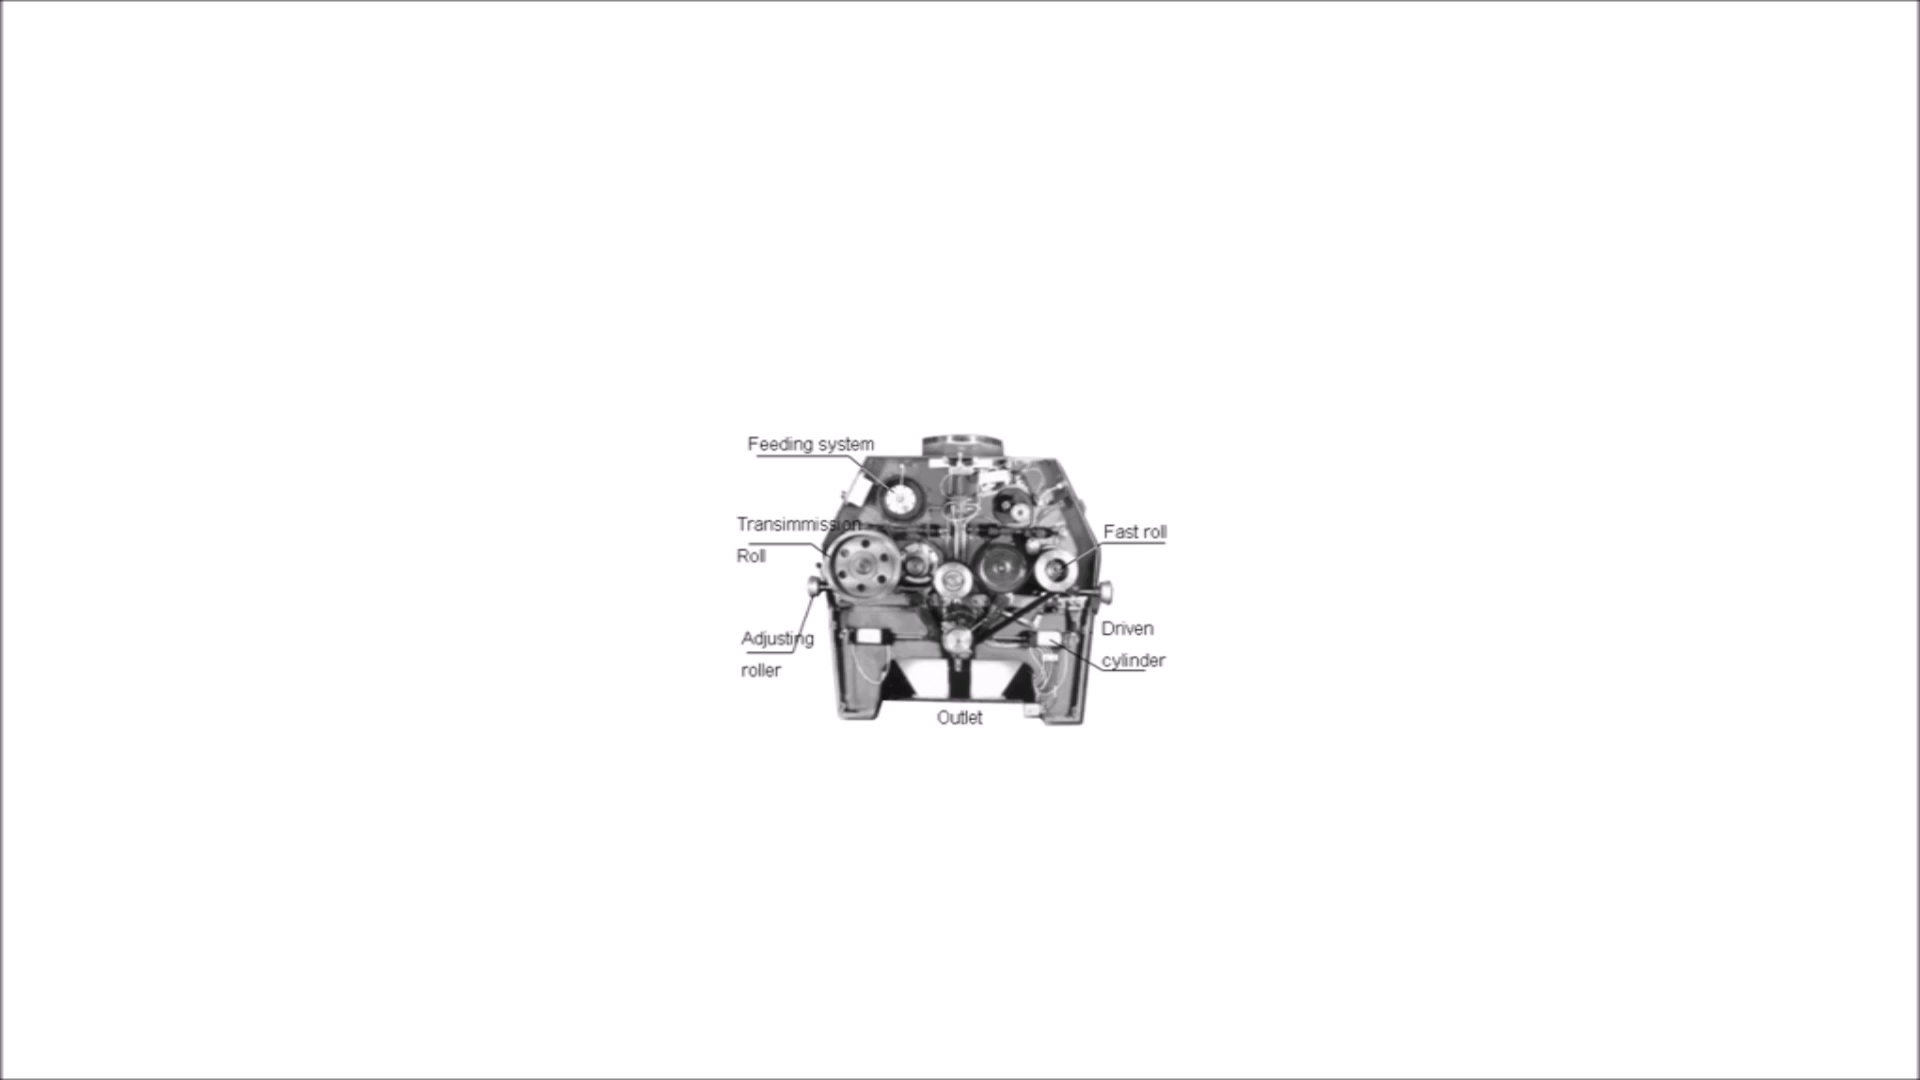 Feeding system
Transimmission
Roll
Fast roll
Adjusting
roller
Driven
cylinder
Outlet